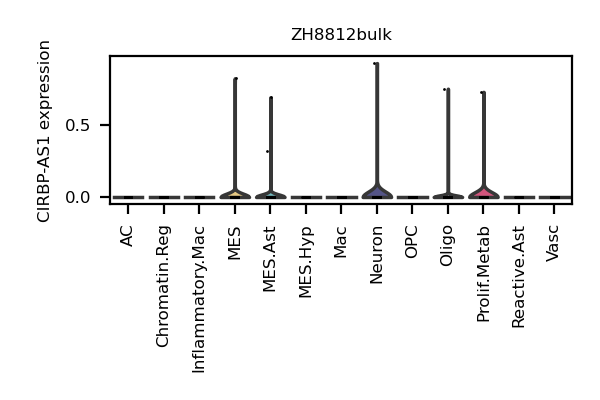 ZH8812bulk
CIRBP-AS1 expression
0.5
0.0
AC
Chromatin.Reg
Inflammatory.Mac
MES
MES.Ast
MES.Hyp
Mac
Neuron
OPC
Oligo
Prolif.Metab
Reactive.Ast
Vasc